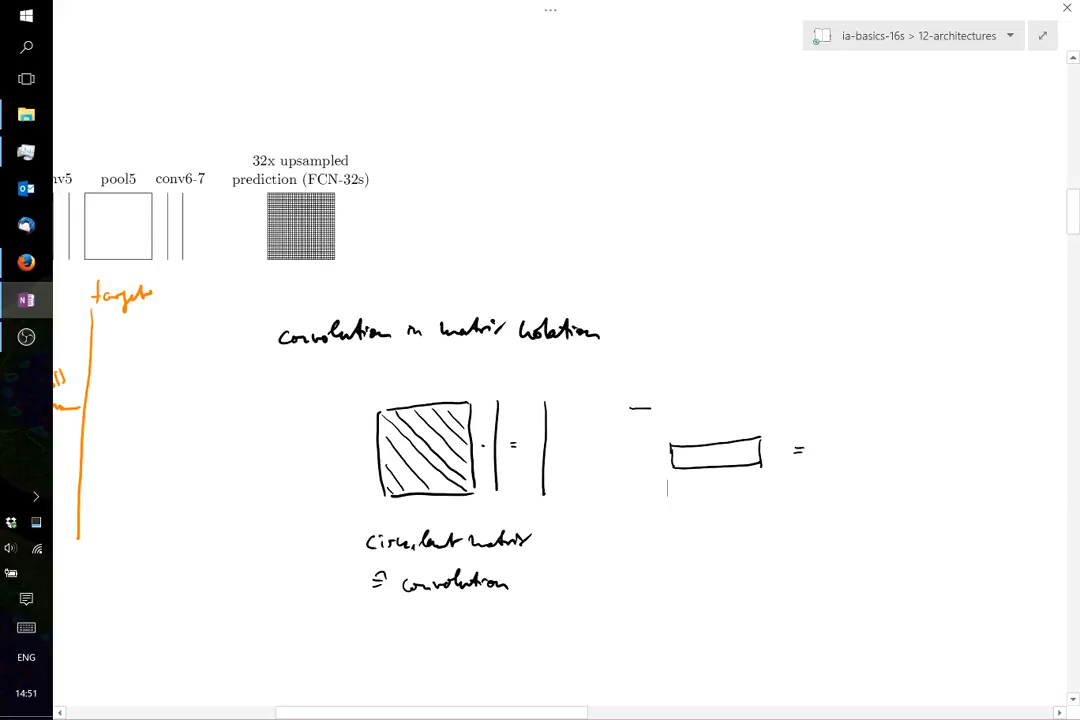 ia-basics-16s > 12-architectures
32x upsampled
nv5 pool5 conv6-7 prediction (FCN-32s)
target
convolution in matrix notation
· =
=
circulant matrix
≙ convolution
ENG
14:51